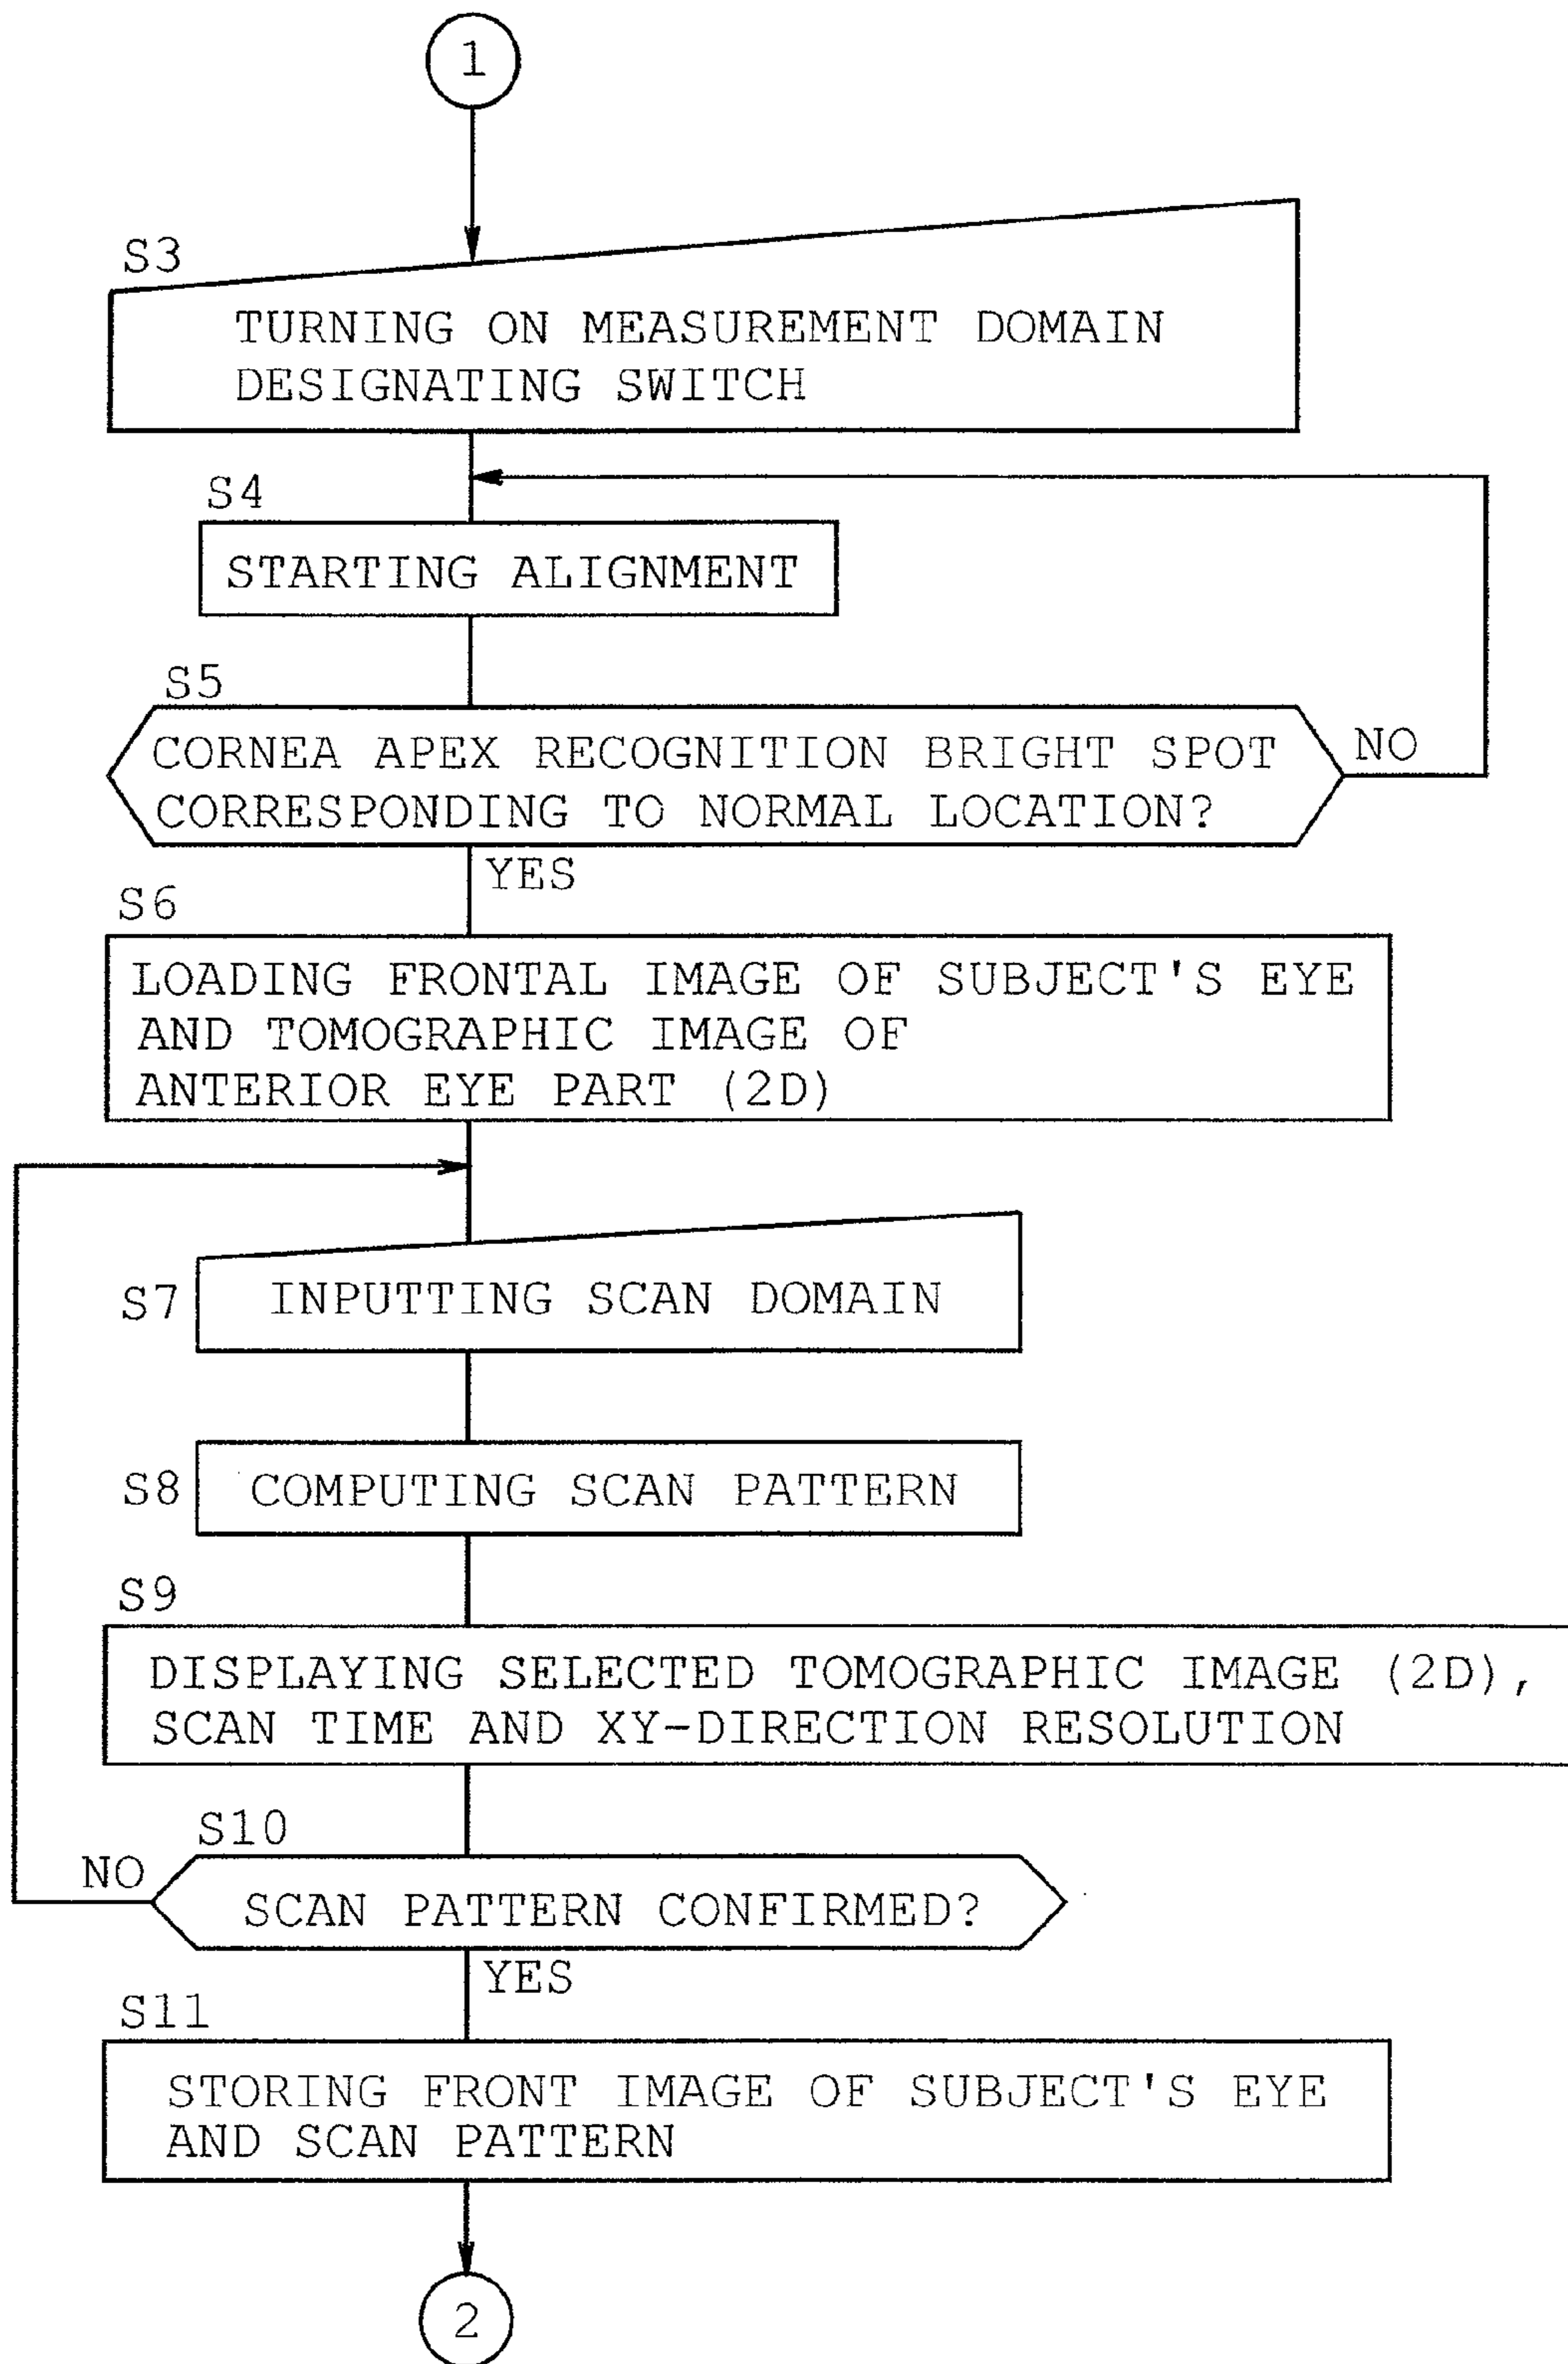 1
S3
TURNING ON MEASUREMENT DOMAIN
DESIGNATING SWITCH
S4
STARTING ALIGNMENT
S5
CORNEA APEX RECOGNITION BRIGHT SPOT
CORRESPONDING TO NORMAL LOCATION?
NO
YES
S6
LOADING FRONTAL IMAGE OF SUBJECT'S EYE
AND TOMOGRAPHIC IMAGE OF
ANTERIOR EYE PART (2D)
S7
INPUTTING SCAN DOMAIN
S8
COMPUTING SCAN PATTERN
S9
DISPLAYING SELECTED TOMOGRAPHIC IMAGE (2D),
SCAN TIME AND XY-DIRECTION RESOLUTION
S10
NO
SCAN PATTERN CONFIRMED?
YES
S11
STORING FRONT IMAGE OF SUBJECT'S EYE
AND SCAN PATTERN
2